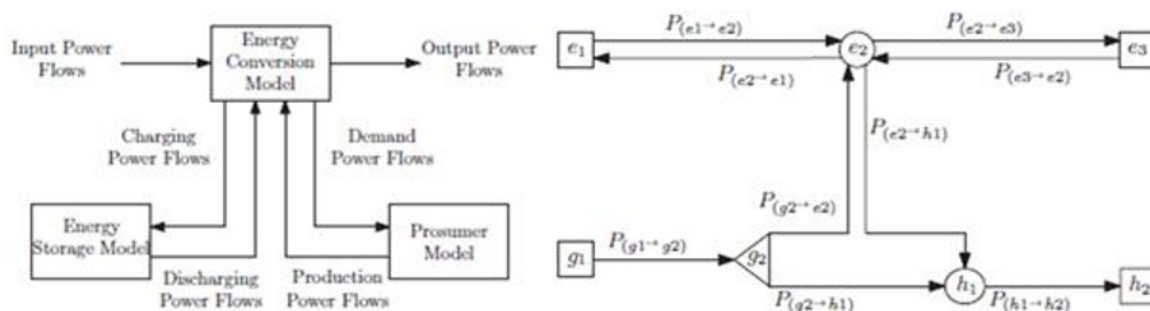 Input Power
Flows
Energy
Conversion
Model
Output Power
Flows
Charging
Power Flows
Demand
Power Flows
Energy
Storage Model
Prosumer
Model
Discharging
Power Flows
Production
Power Flows
P(e1→e2)
P(e2→e3)
e1
e2
e3
P(e2→e1)
P(e3→e2)
P(e2→h1)
P(g2→e2)
P(g1→g2)
g1
g2
h1
h2
P(g2→h1)
P(h1→h2)